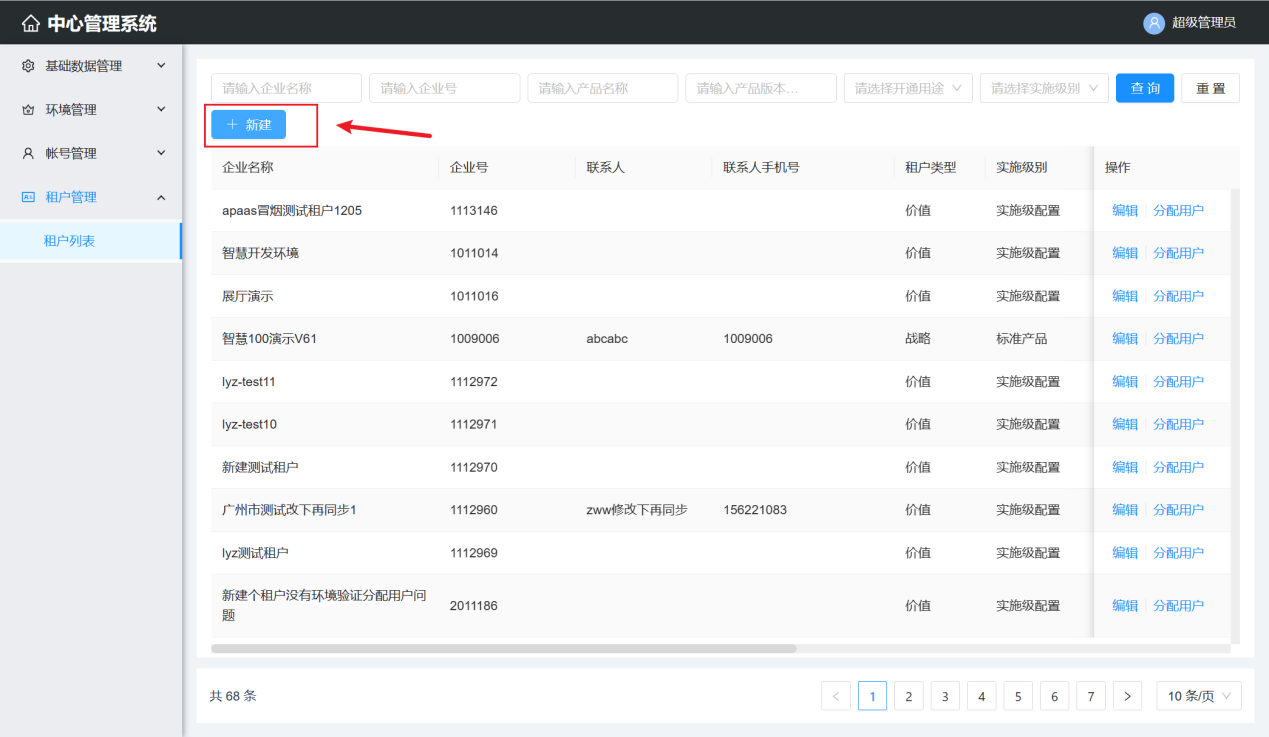 中心管理系统
超级管理员
基础数据管理
环境管理
帐号管理
租户管理
租户列表
请输入企业名称 请输入企业号 请输入产品名称 请输入产品版本... 请选择开通用途 请选择实施级别 查 询 重 置
新建
企业名称 企业号 联系人 联系人手机号 租户类型 实施级别 操作
apaas冒烟测试租户1205 1113146 价值 实施级配置 编辑 分配用户
智慧开发环境 1011014 价值 实施级配置 编辑 分配用户
展厅演示 1011016 价值 实施级配置 编辑 分配用户
智慧100演示V61 1009006 abcabc 1009006 战略 标准产品 编辑 分配用户
lyz-test11 1112972 价值 实施级配置 编辑 分配用户
lyz-test10 1112971 价值 实施级配置 编辑 分配用户
新建测试租户 1112970 价值 实施级配置 编辑 分配用户
广州市测试改下再同步1 1112960 zww修改下再同步 156221083 价值 实施级配置 编辑 分配用户
lyz测试租户 1112969 价值 实施级配置 编辑 分配用户
新建个租户没有环境验证分配用户问
题 2011186 价值 实施级配置 编辑 分配用户
共 68 条 < 1 2 3 4 5 6 7 > 10 条/页